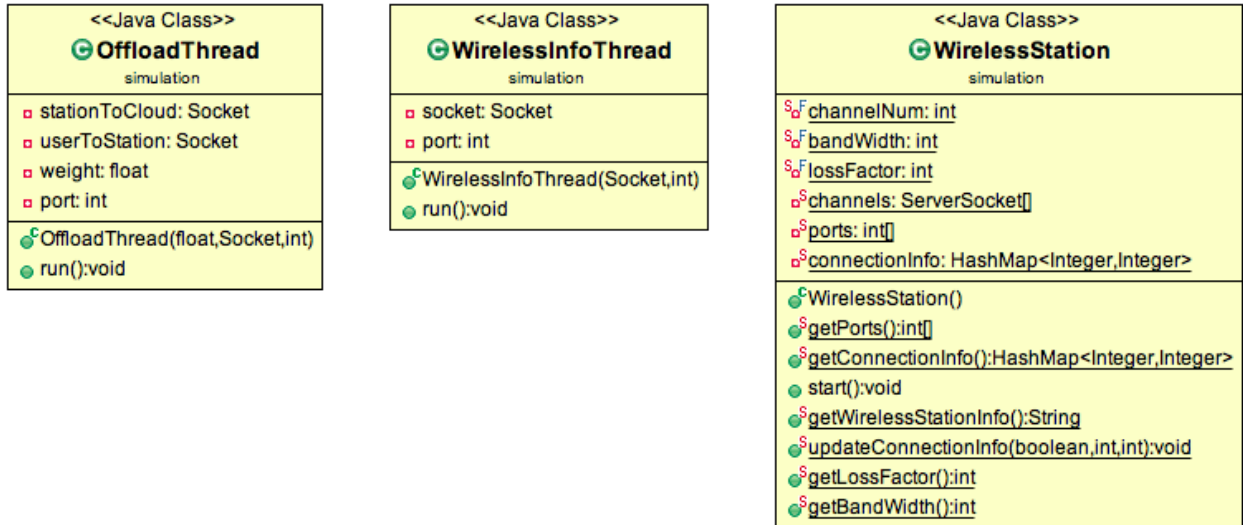 <<Java Class>>
OffloadThread
simulation
stationToCloud: Socket
userToStation: Socket
weight: float
port: int
OffloadThread(float,Socket,int)
run():void
<<Java Class>>
WirelessInfoThread
simulation
socket: Socket
port: int
WirelessInfoThread(Socket,int)
run():void
<<Java Class>>
WirelessStation
simulation
channelNum: int
bandWidth: int
lossFactor: int
channels: ServerSocket[]
ports: int[]
connectionInfo: HashMap<Integer,Integer>
WirelessStation()
getPorts():int[]
getConnectionInfo():HashMap<Integer,Integer>
start():void
getWirelessStationInfo():String
updateConnectionInfo(boolean,int,int):void
getLossFactor():int
getBandWidth():int